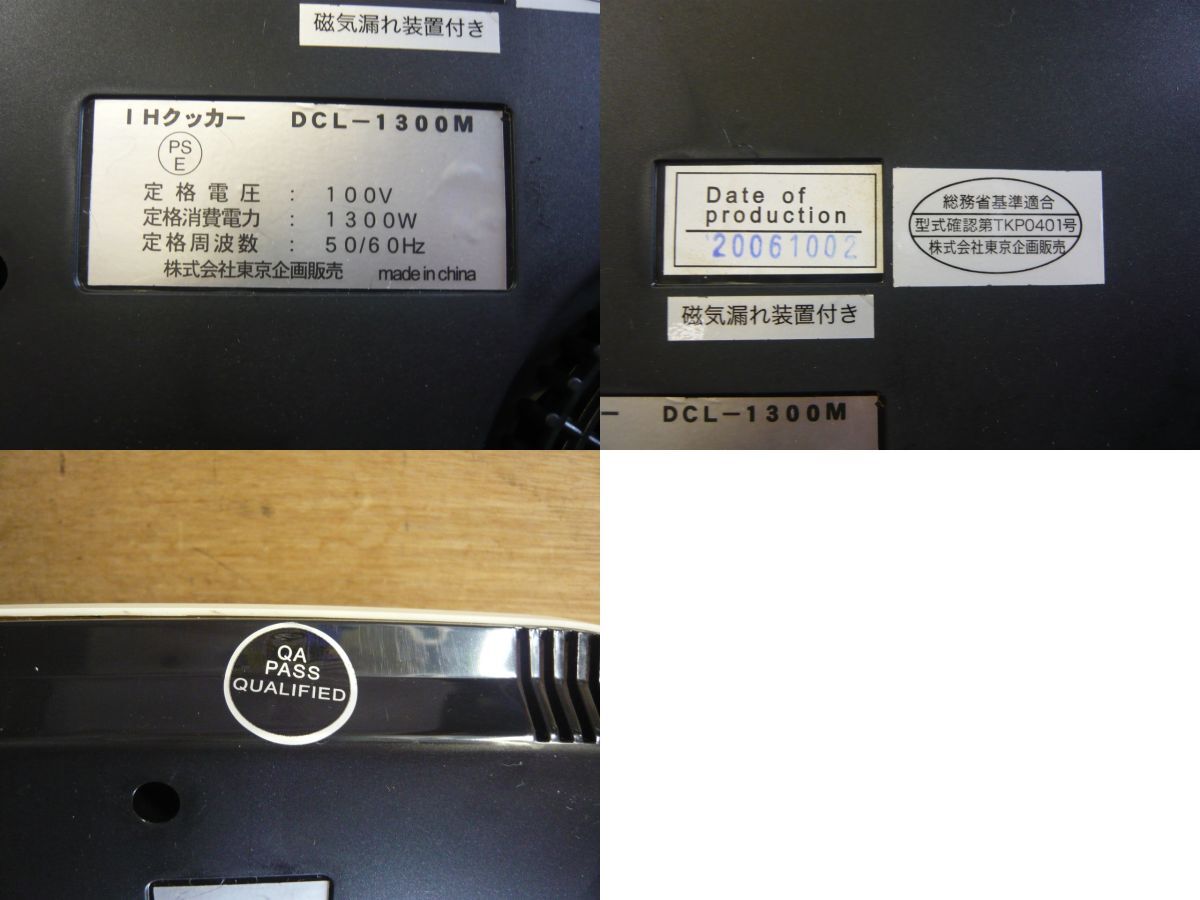 磁気漏れ装置付き
IHクッカー DCL-1300M
PS
E
定格電圧 : 100V
定格消費電力 : 1300W
定格周波数 : 50/60Hz
株式会社東京企画販売 made in china
Date of
production
20061002
総務省基準適合
型式確認第TKP0401号
株式会社東京企画販売
磁気漏れ装置付き
ー DCL-1300M
QA
PASS
QUALIFIED